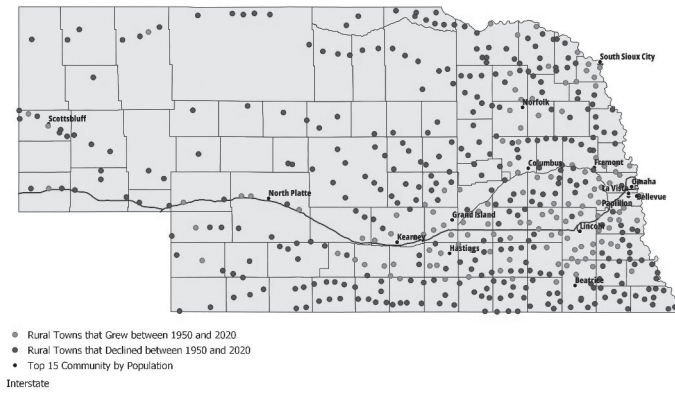 South Sioux City
Norfolk
Scottsbluff
Columbus
Fremont
Omaha
La Vista
Bellevue
Papillion
North Platte
Grand Island
Lincoln
Kearney
Hastings
Beatrice
Rural Towns that Grew between 1950 and 2020
Rural Towns that Declined between 1950 and 2020
Top 15 Community by Population
Interstate